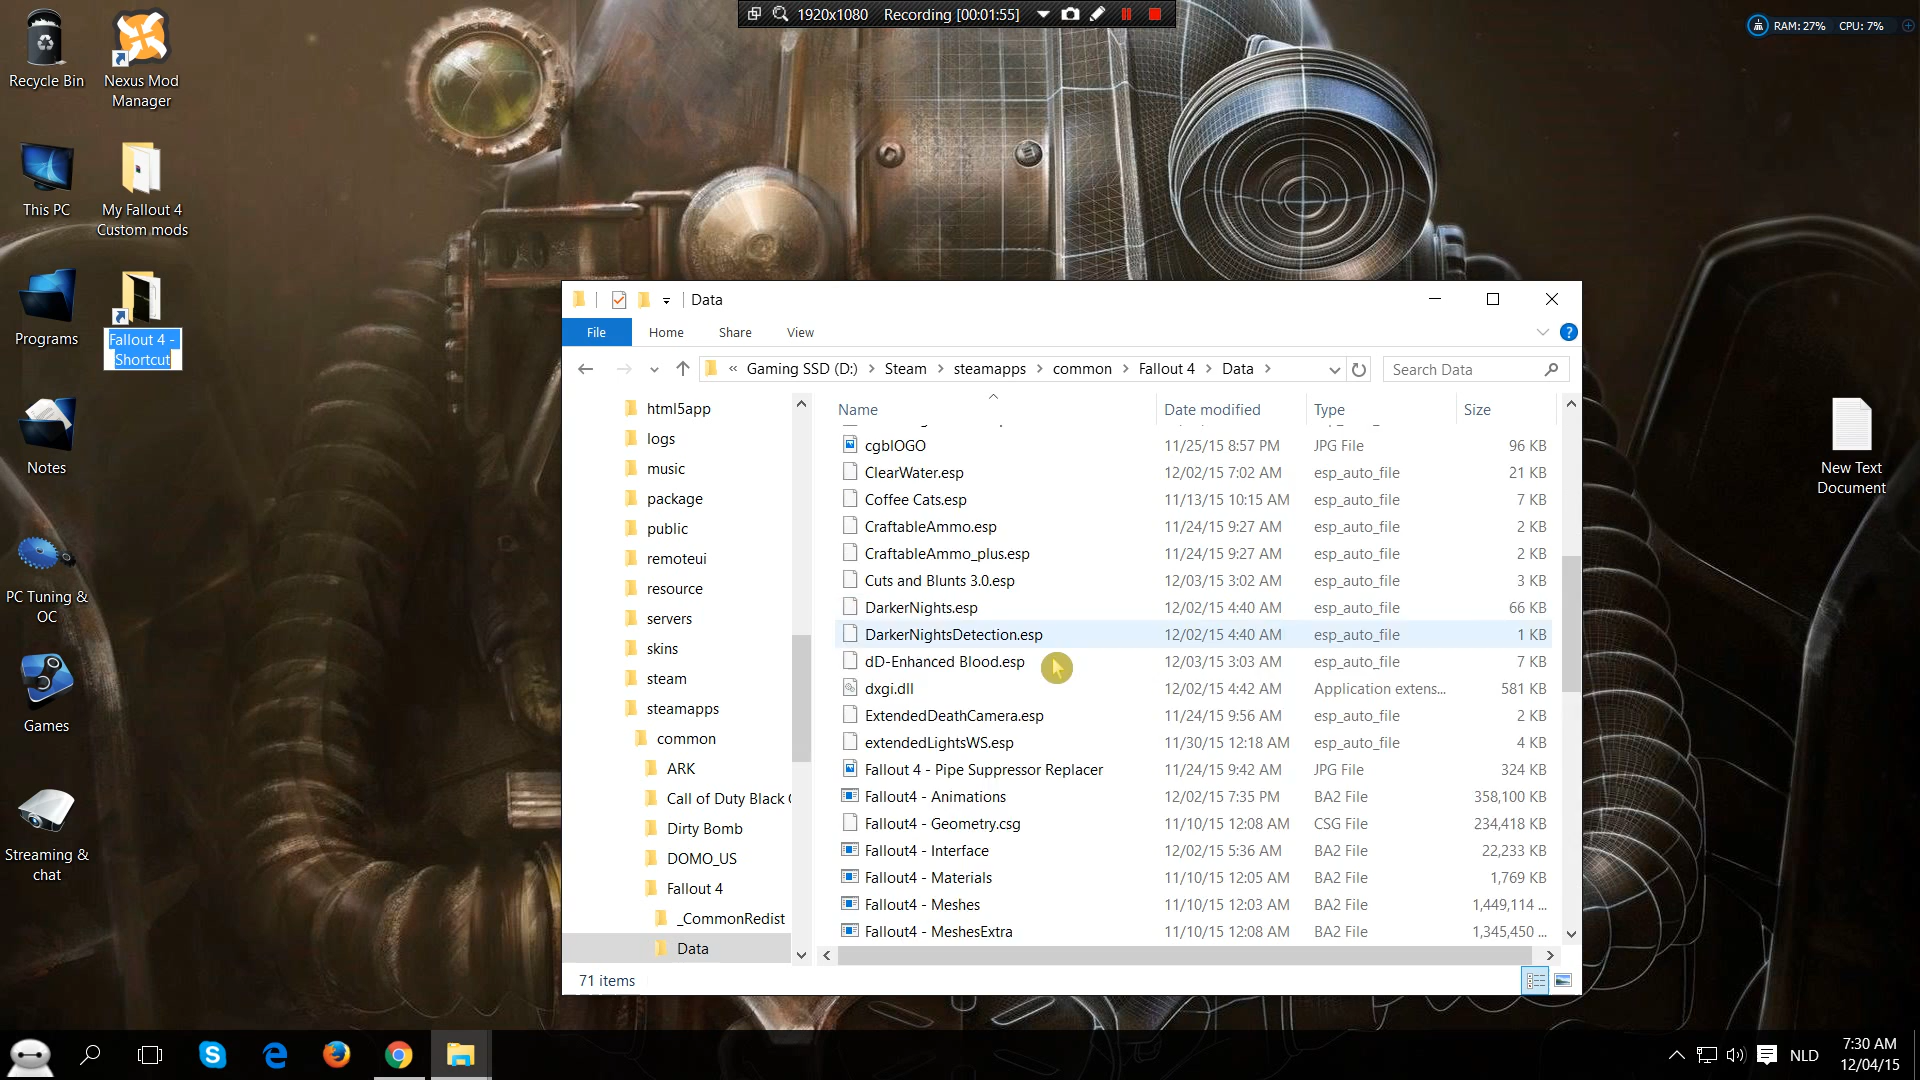 1920x1080 Recording [00:01:55]
RAM: 27% CPU: 7%
Recycle Bin
Nexus Mod
Manager
This PC
My Fallout 4
Custom mods
Programs
Fallout 4 -
Shortcut
Notes
PC Tuning &
OC
Games
Streaming &
chat
New Text
Document
Data
File Home Share View
« Gaming SSD (D:) > Steam > steamapps > common > Fallout 4 > Data >
Search Data
html5app
logs
music
package
public
remoteui
resource
servers
skins
steam
steamapps
common
ARK
Call of Duty Black
Dirty Bomb
DOMO_US
Fallout 4
_CommonRedist
Data
Name Date modified Type Size
cgblOGO 11/25/15 8:57 PM JPG File 96 KB
ClearWater.esp 12/02/15 7:02 AM esp_auto_file 21 KB
Coffee Cats.esp 11/13/15 10:15 AM esp_auto_file 7 KB
CraftableAmmo.esp 11/24/15 9:27 AM esp_auto_file 2 KB
CraftableAmmo_plus.esp 11/24/15 9:27 AM esp_auto_file 2 KB
Cuts and Blunts 3.0.esp 12/03/15 3:02 AM esp_auto_file 3 KB
DarkerNights.esp 12/02/15 4:40 AM esp_auto_file 66 KB
DarkerNightsDetection.esp 12/02/15 4:40 AM esp_auto_file 1 KB
dD-Enhanced Blood.esp 12/03/15 3:03 AM esp_auto_file 7 KB
dxgi.dll 12/02/15 4:42 AM Application extens... 581 KB
ExtendedDeathCamera.esp 11/24/15 9:56 AM esp_auto_file 2 KB
extendedLightsWS.esp 11/30/15 12:18 AM esp_auto_file 4 KB
Fallout 4 - Pipe Suppressor Replacer 11/24/15 9:42 AM JPG File 324 KB
Fallout4 - Animations 12/02/15 7:35 PM BA2 File 358,100 KB
Fallout4 - Geometry.csg 11/10/15 12:08 AM CSG File 234,418 KB
Fallout4 - Interface 12/02/15 5:36 AM BA2 File 22,233 KB
Fallout4 - Materials 11/10/15 12:05 AM BA2 File 1,769 KB
Fallout4 - Meshes 11/10/15 12:03 AM BA2 File 1,449,114 ...
Fallout4 - MeshesExtra 11/10/15 12:08 AM BA2 File 1,345,450 ...
71 items
NLD
7:30 AM
12/04/15